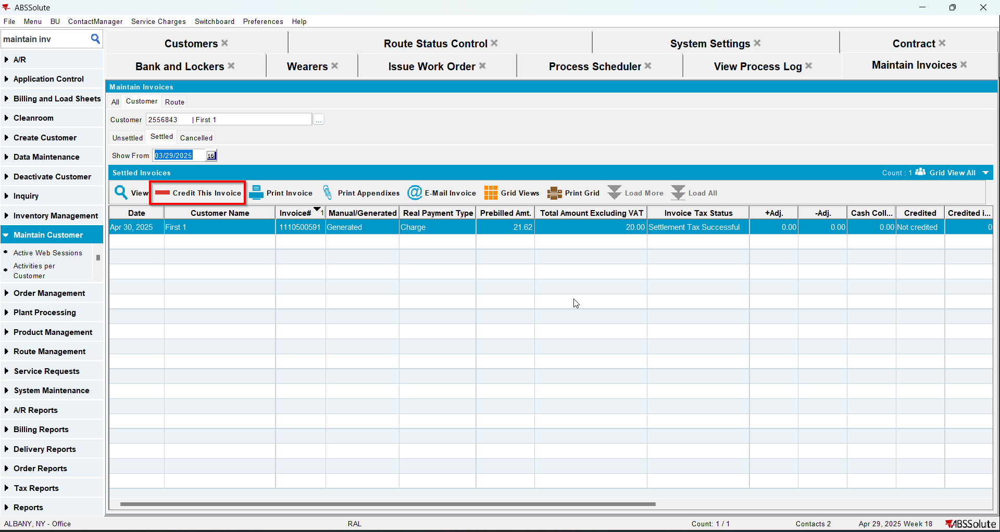 ABSSolute
File Menu BU ContactManager Service Charges Switchboard Preferences Help
maintain inv
A/R
Application Control
Billing and Load Sheets
Cleanroom
Create Customer
Data Maintenance
Deactivate Customer
Inquiry
Inventory Management
Maintain Customer
Active Web Sessions
Activities per
Customer
Order Management
Plant Processing
Product Management
Route Management
Service Requests
System Maintenance
A/R Reports
Billing Reports
Delivery Reports
Order Reports
Tax Reports
Reports
Customers Route Status Control System Settings Contract
Bank and Lockers Wearers Issue Work Order Process Scheduler View Process Log Maintain Invoices
Maintain Invoices
All Customer Route
Customer 2556843 | First 1 ...
Unsettled Settled Cancelled
Show From 03/29/2025 16
Settled Invoices Count : 1 Grid View All
View Credit This Invoice Print Invoice Print Appendixes @ E-Mail Invoice Grid Views Print Grid Load More Load All
Date Customer Name Invoice# 1 Manual/Generated Real Payment Type Prebilled Amt. Total Amount Excluding VAT Invoice Tax Status +Adj. -Adj. Cash Coll... Credited Credited i...
Apr 30, 2025 First 1 1110500591 Generated Charge 21.62 20.00 Settlement Tax Successful 0.00 0.00 0.00 Not credited 0
ALBANY, NY - Office RAL Count: 1 / 1 Contacts 2 Apr 29, 2025 Week 18 ABSSolute